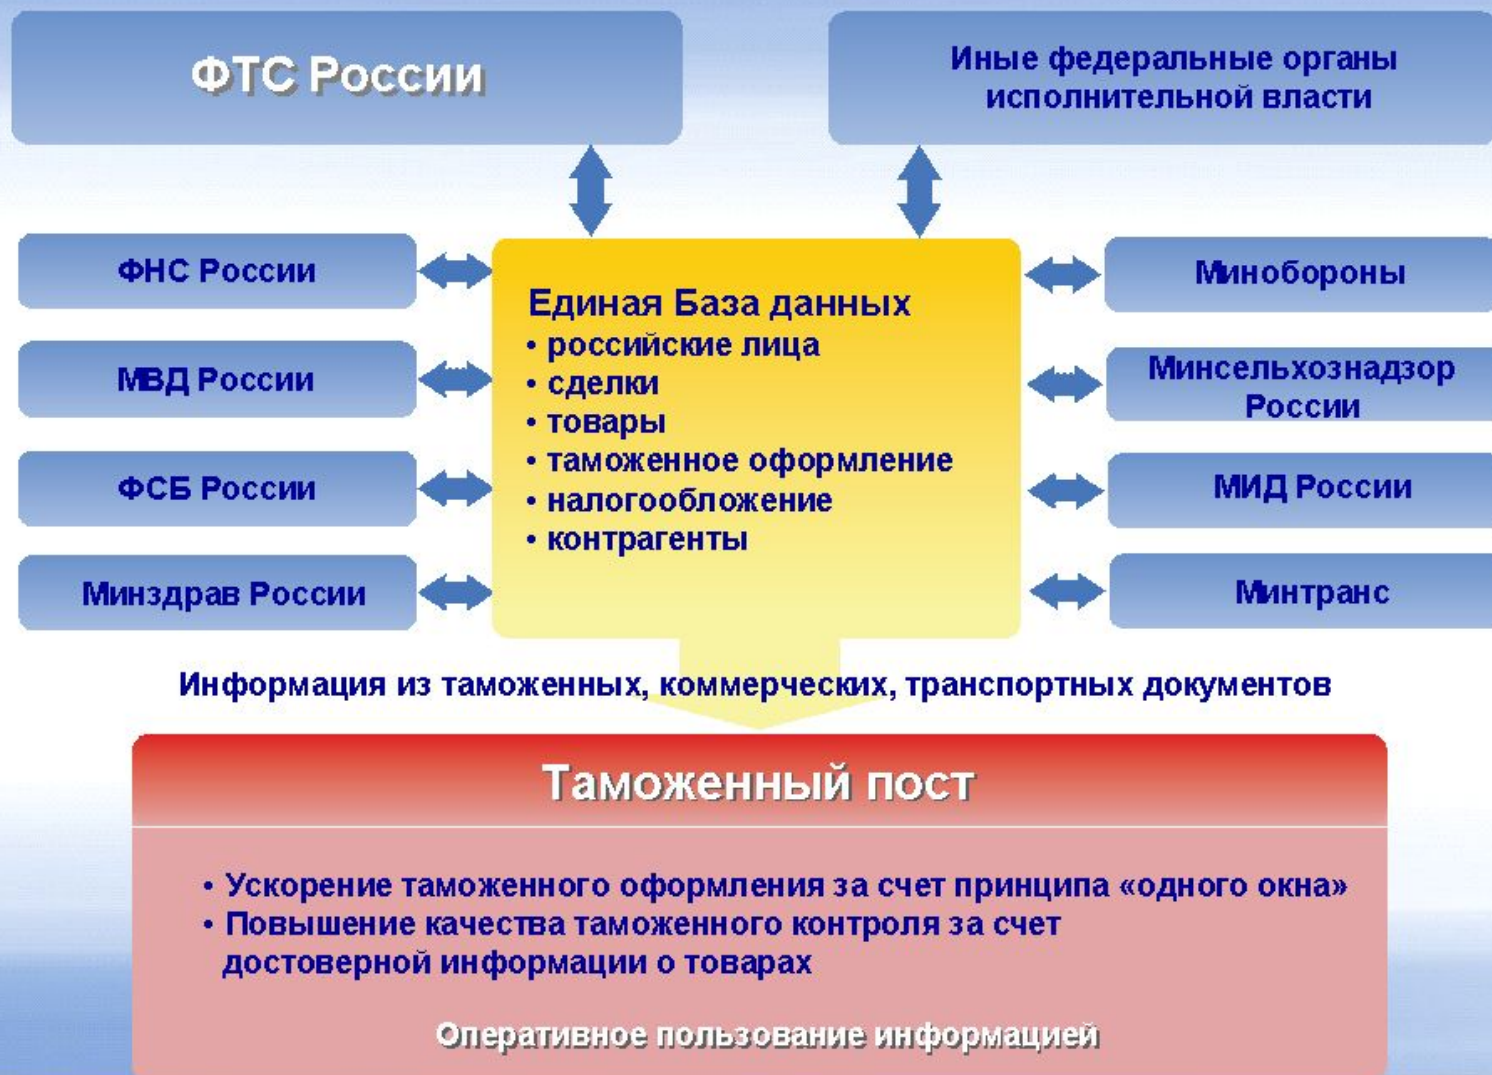 ФТС России
Иные федеральные органы
исполнительной власти
ФНС России
МВД России
ФСБ России
Минздрав России
Единая База данных
• российские лица
• сделки
• товары
• таможенное оформление
• налогообложение
• контрагенты
Минобороны
Минсельхознадзор
России
МИД России
Минтранс
Информация из таможенных, коммерческих, транспортных документов
Таможенный пост
• Ускорение таможенного оформления за счет принципа «одного окна»
• Повышение качества таможенного контроля за счет
достоверной информации о товарах
Оперативное пользование информацией